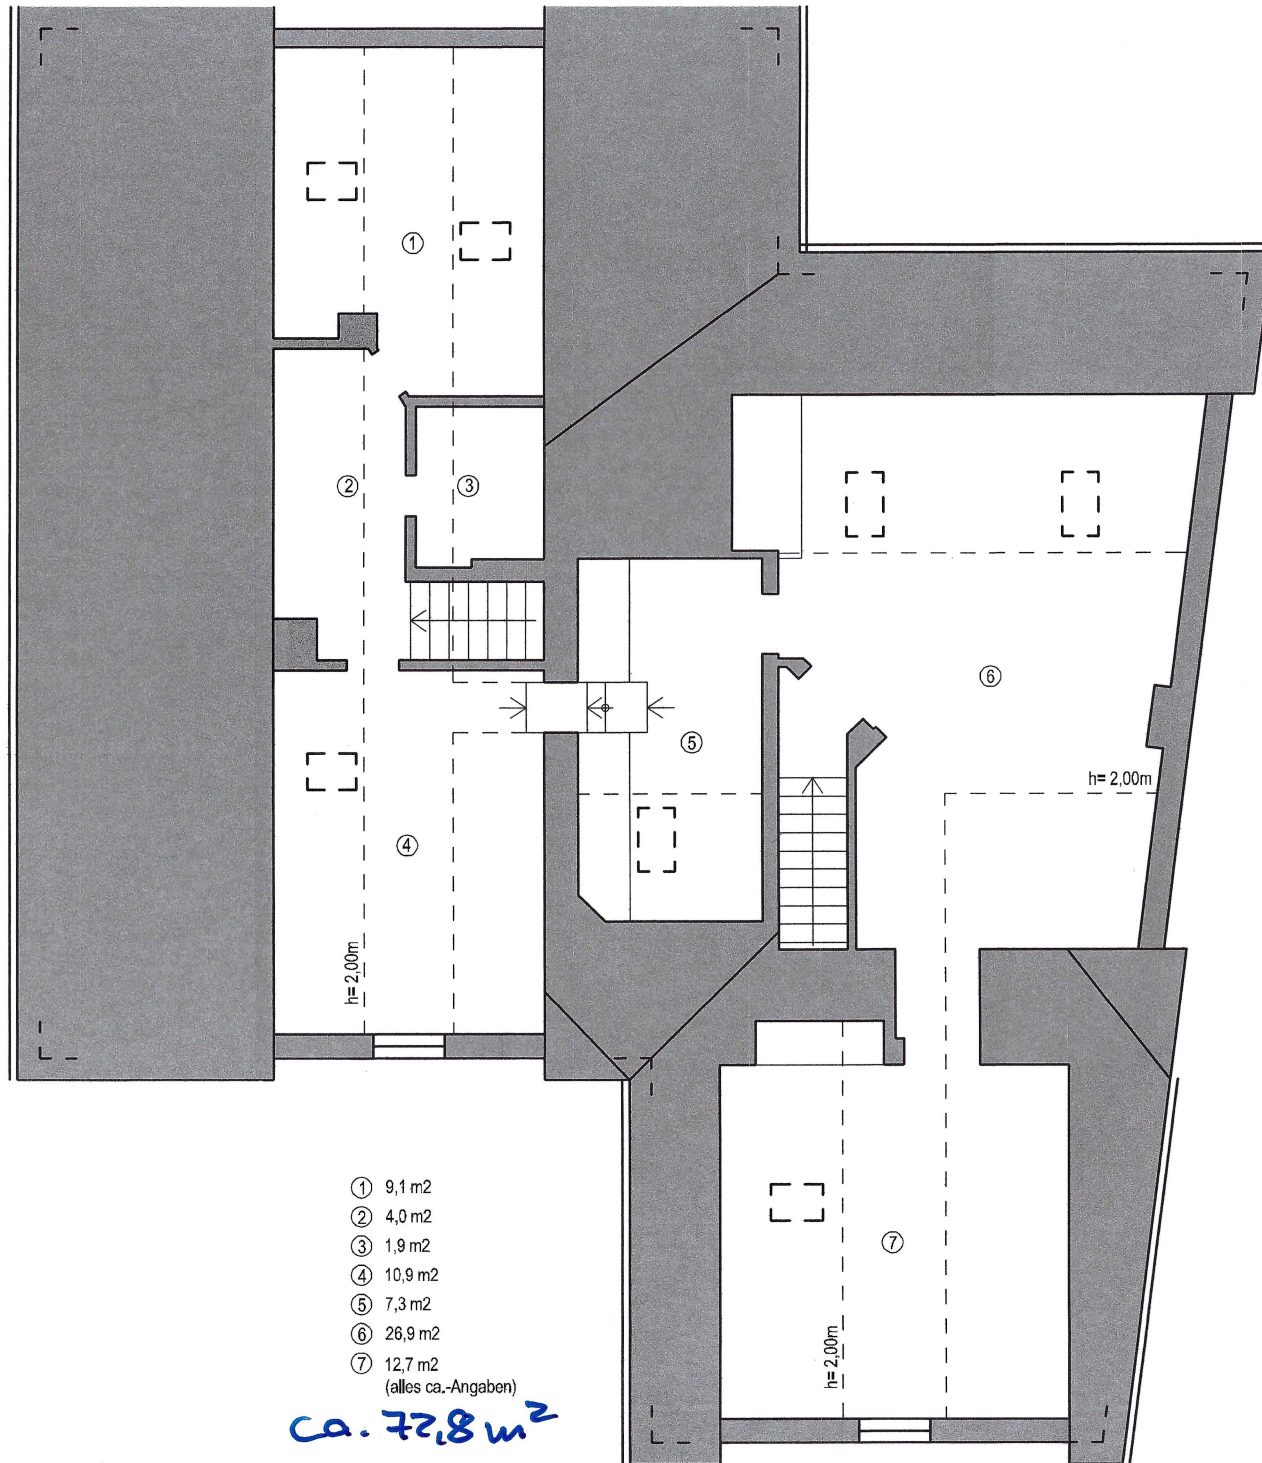 ①
②
③
h= 2,00m
④
⑤
⑥
h= 2,00m
⑦
h= 2,00m
① 9,1 m2
② 4,0 m2
③ 1,9 m2
④ 10,9 m2
⑤ 7,3 m2
⑥ 26,9 m2
⑦ 12,7 m2
(alles ca.-Angaben)
ca. 72,8 m²